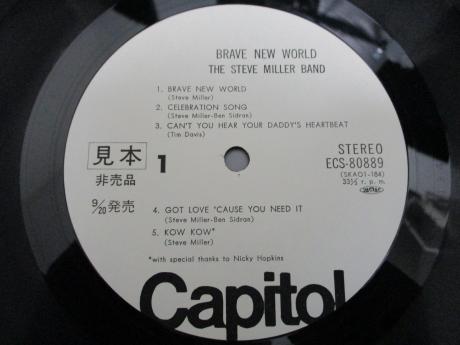 BRAVE NEW WORLD
THE STEVE MILLER BAND
1. BRAVE NEW WORLD
(Steve Miller)
2. CELEBRATION SONG
(Steve Miller-Ben Sidran)
3. CAN'T YOU HEAR YOUR DADDY'S HEARTBEAT
(Tim Davis)
見本
非売品
9/20発売
1
STEREO
ECS-80889
(SKAO1-184)
33⅓ r. p. m.
4. GOT LOVE 'CAUSE YOU NEED IT
(Steve Miller-Ben Sidran)
5. KOW KOW*
(Steve Miller)
*with special thanks to Nicky Hopkins
Capitol